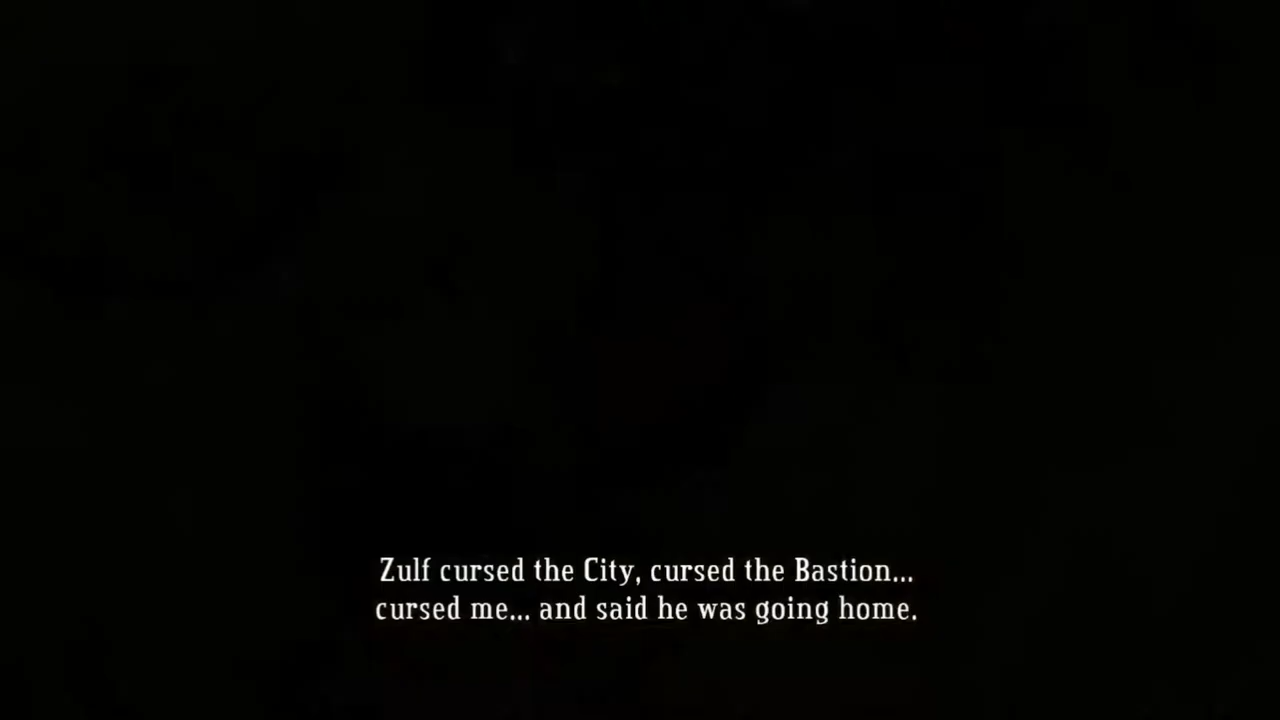 Zulf cursed the City, cursed the Bastion...
cursed me... and said he was going home.